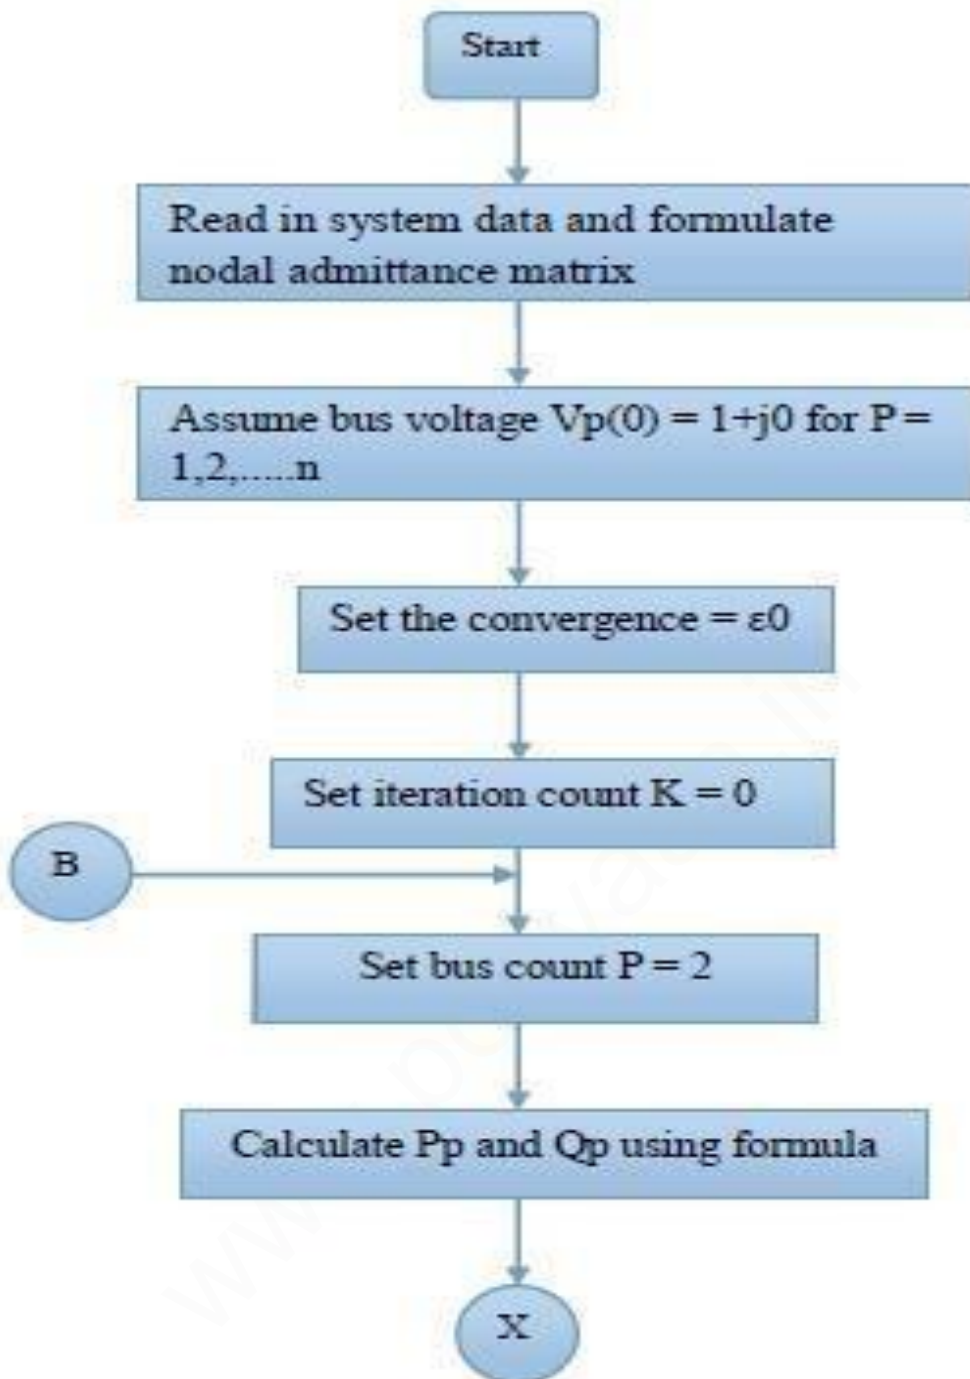 Start
Read in system data and formulate
nodal admittance matrix
Assume bus voltage Vp(0) = 1+j0 for P =
1,2,.....n
Set the convergence = ε0
Set iteration count K = 0
B
Set bus count P = 2
Calculate Pp and Qp using formula
X